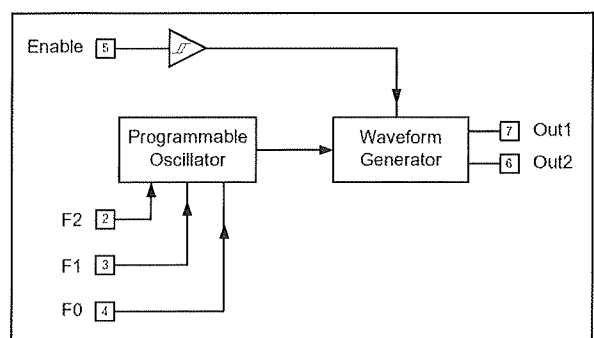 Enable 5
Programmable
Oscillator
Waveform
Generator
7 Out1
6 Out2
F2 2
F1 3
F0 4